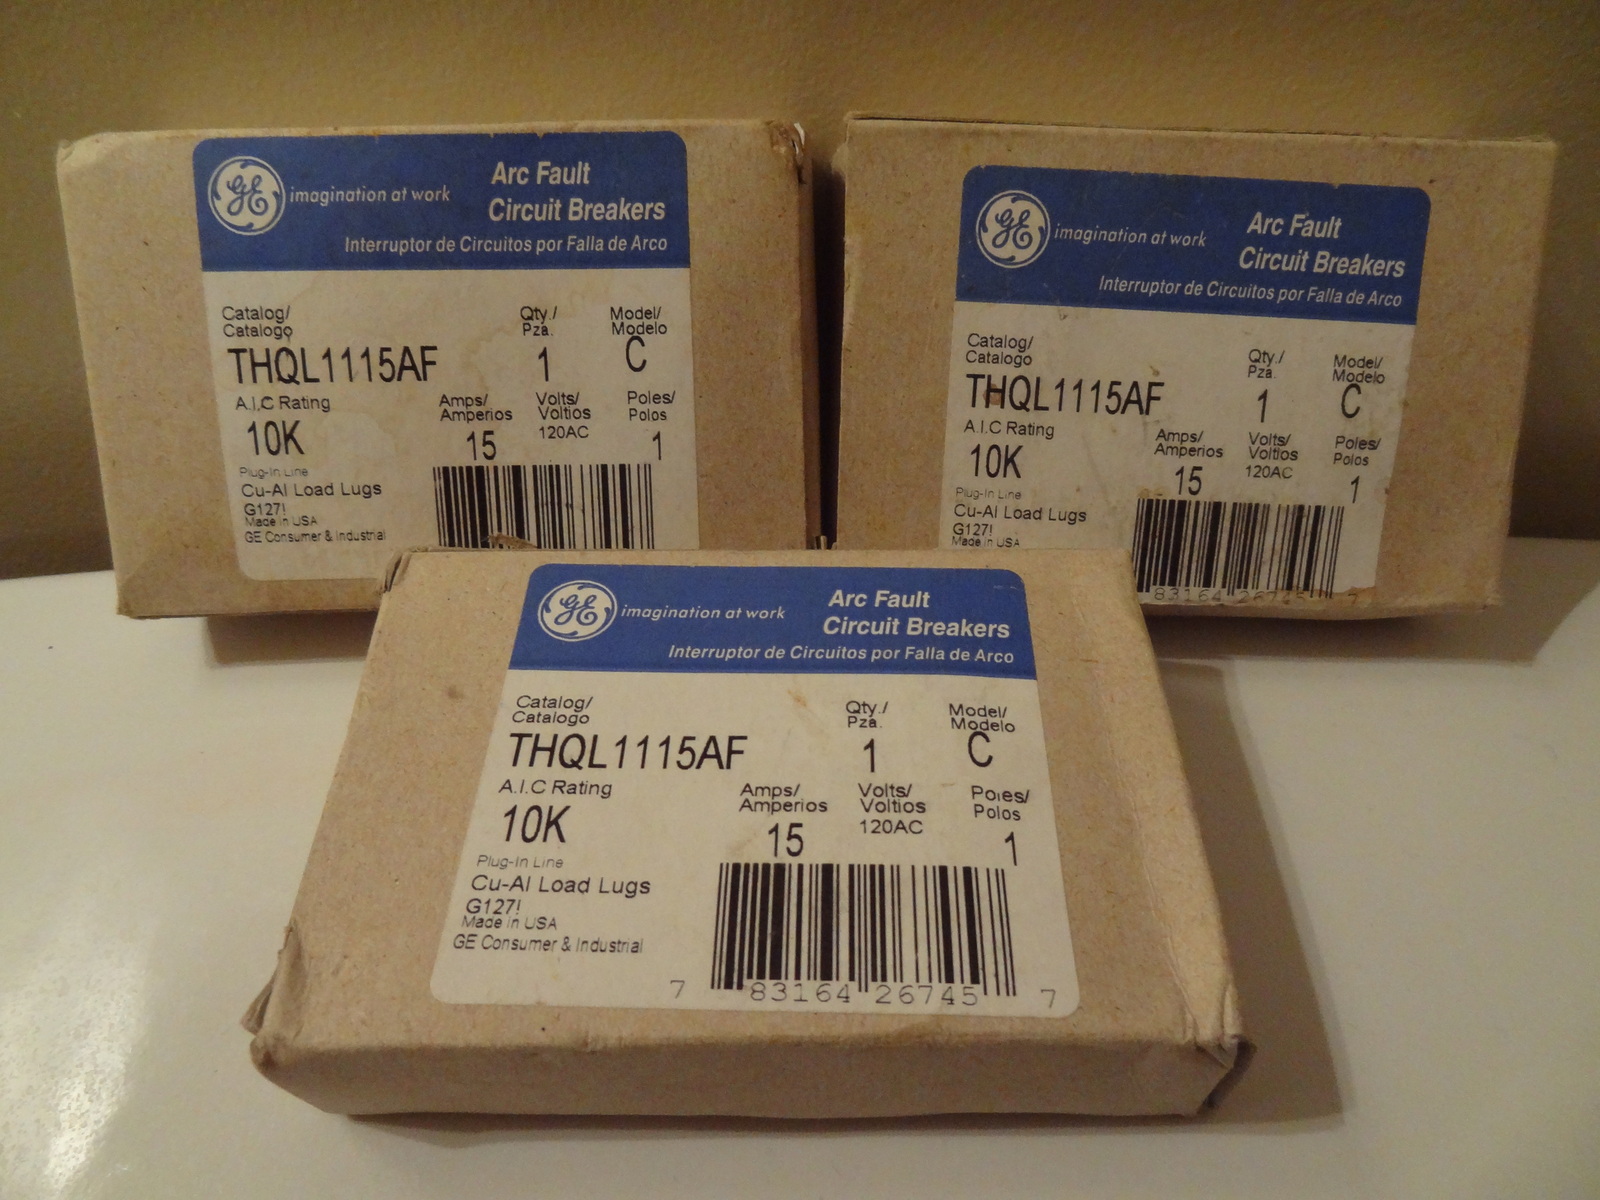 GE imagination at work
Arc Fault
Circuit Breakers
Interruptor de Circuitos por Falla de Arco
Catalog/ Qty./ Model/
Catalogo Pza. Modelo
THQL1115AF 1 C
A.I.C Rating Amps/ Volts/ Poles/
Amperios Voltios Polos
10K 15 120AC 1
Plug-In Line
Cu-Al Load Lugs
G127!
Made in USA
GE Consumer & Industrial
GE imagination at work
Arc Fault
Circuit Breakers
Interruptor de Circuitos por Falla de Arco
Catalog/ Qty./ Model/
Catalogo Pza. Modelo
THQL1115AF 1 C
A.I.C Rating Amps/ Volts/ Poles/
Amperios Voltios Polos
10K 15 120AC 1
Plug-In Line
Cu-Al Load Lugs
G127!
Made in USA
83164 26745 7
GE imagination at work
Arc Fault
Circuit Breakers
Interruptor de Circuitos por Falla de Arco
Catalog/ Qty./ Model/
Catalogo Pza. Modelo
THQL1115AF 1 C
A.I.C Rating Amps/ Volts/ Poles/
Amperios Voltios Polos
10K 15 120AC 1
Plug-In Line
Cu-Al Load Lugs
G127!
Made in USA
GE Consumer & Industrial
7 83164 26745 7